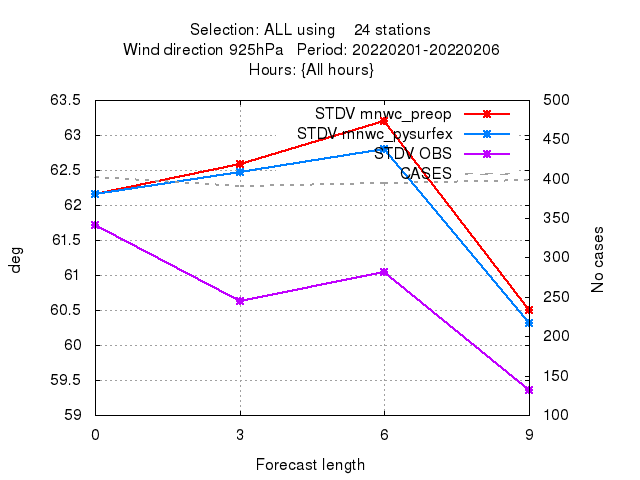 Selection: ALL using    24 stations
Wind direction 925hPa   Period: 20220201-20220206
Hours: {All hours}
STDV mnwc_preop
STDV mnwc_pysurfex
STDV OBS
CASES
63.5
63
62.5
62
61.5
61
60.5
60
59.5
59
deg
500
450
400
350
300
250
200
150
100
No cases
0 3 6 9
Forecast length